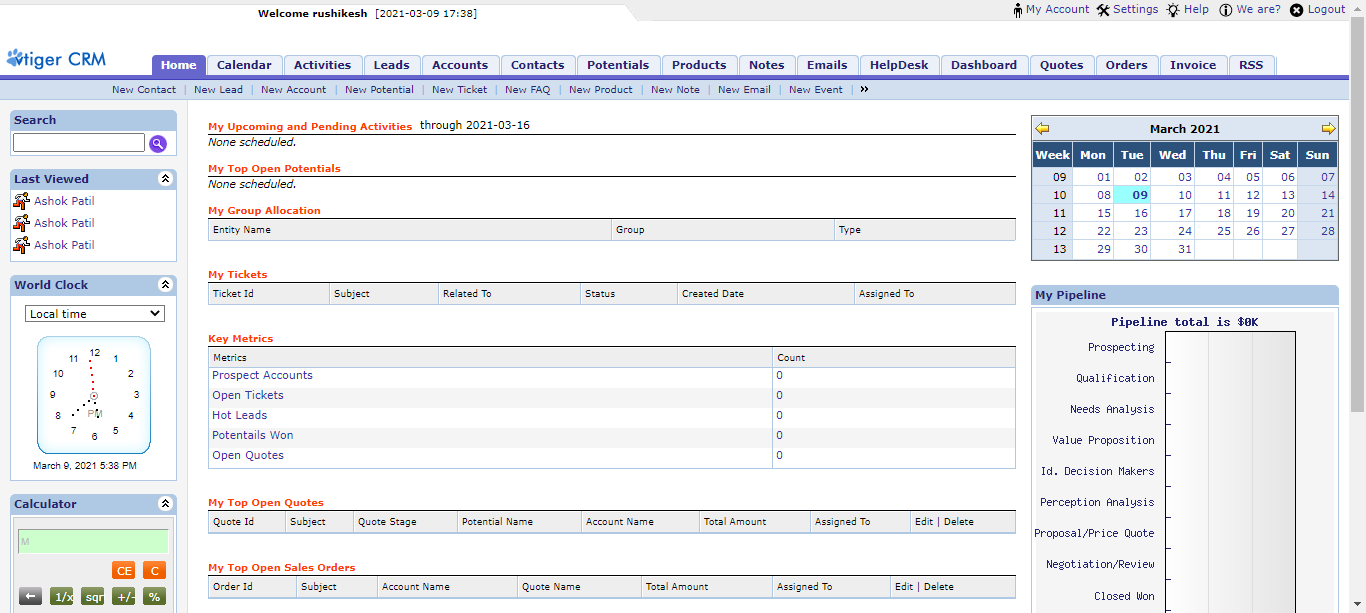 Welcome rushikesh [2021-03-09 17:38]
My Account Settings Help We are? Logout
vtiger CRM
Home Calendar Activities Leads Accounts Contacts Potentials Products Notes Emails HelpDesk Dashboard Quotes Orders Invoice RSS
New Contact | New Lead | New Account | New Potential | New Ticket | New FAQ | New Product | New Note | New Email | New Event | »
Search
Last Viewed
Ashok Patil
Ashok Patil
Ashok Patil
World Clock
Local time
12
11 1
10 2
9 3
8 PM 4
7 5
6
March 9, 2021 5:38 PM
Calculator
M
CE C
← 1/x sqr +/- %
My Upcoming and Pending Activities through 2021-03-16
None scheduled.
My Top Open Potentials
None scheduled.
My Group Allocation
Entity Name Group Type
My Tickets
Ticket Id Subject Related To Status Created Date Assigned To
Key Metrics
Metrics Count
Prospect Accounts 0
Open Tickets 0
Hot Leads 0
Potentails Won 0
Open Quotes 0
My Top Open Quotes
Quote Id Subject Quote Stage Potential Name Account Name Total Amount Assigned To Edit | Delete
My Top Open Sales Orders
Order Id Subject Account Name Quote Name Total Amount Assigned To Edit | Delete
March 2021
Week Mon Tue Wed Thu Fri Sat Sun
09 01 02 03 04 05 06 07
10 08 09 10 11 12 13 14
11 15 16 17 18 19 20 21
12 22 23 24 25 26 27 28
13 29 30 31
My Pipeline
Pipeline total is $0K
Prospecting
Qualification
Needs Analysis
Value Proposition
Id. Decision Makers
Perception Analysis
Proposal/Price Quote
Negotiation/Review
Closed Won